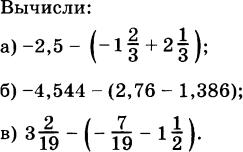 Вычисли:
а) −2,5 − (−1 2/3 + 2 1/3);
б) −4,544 − (2,76 − 1,386);
в) 3 2/19 − (−7/19 − 1 1/2).